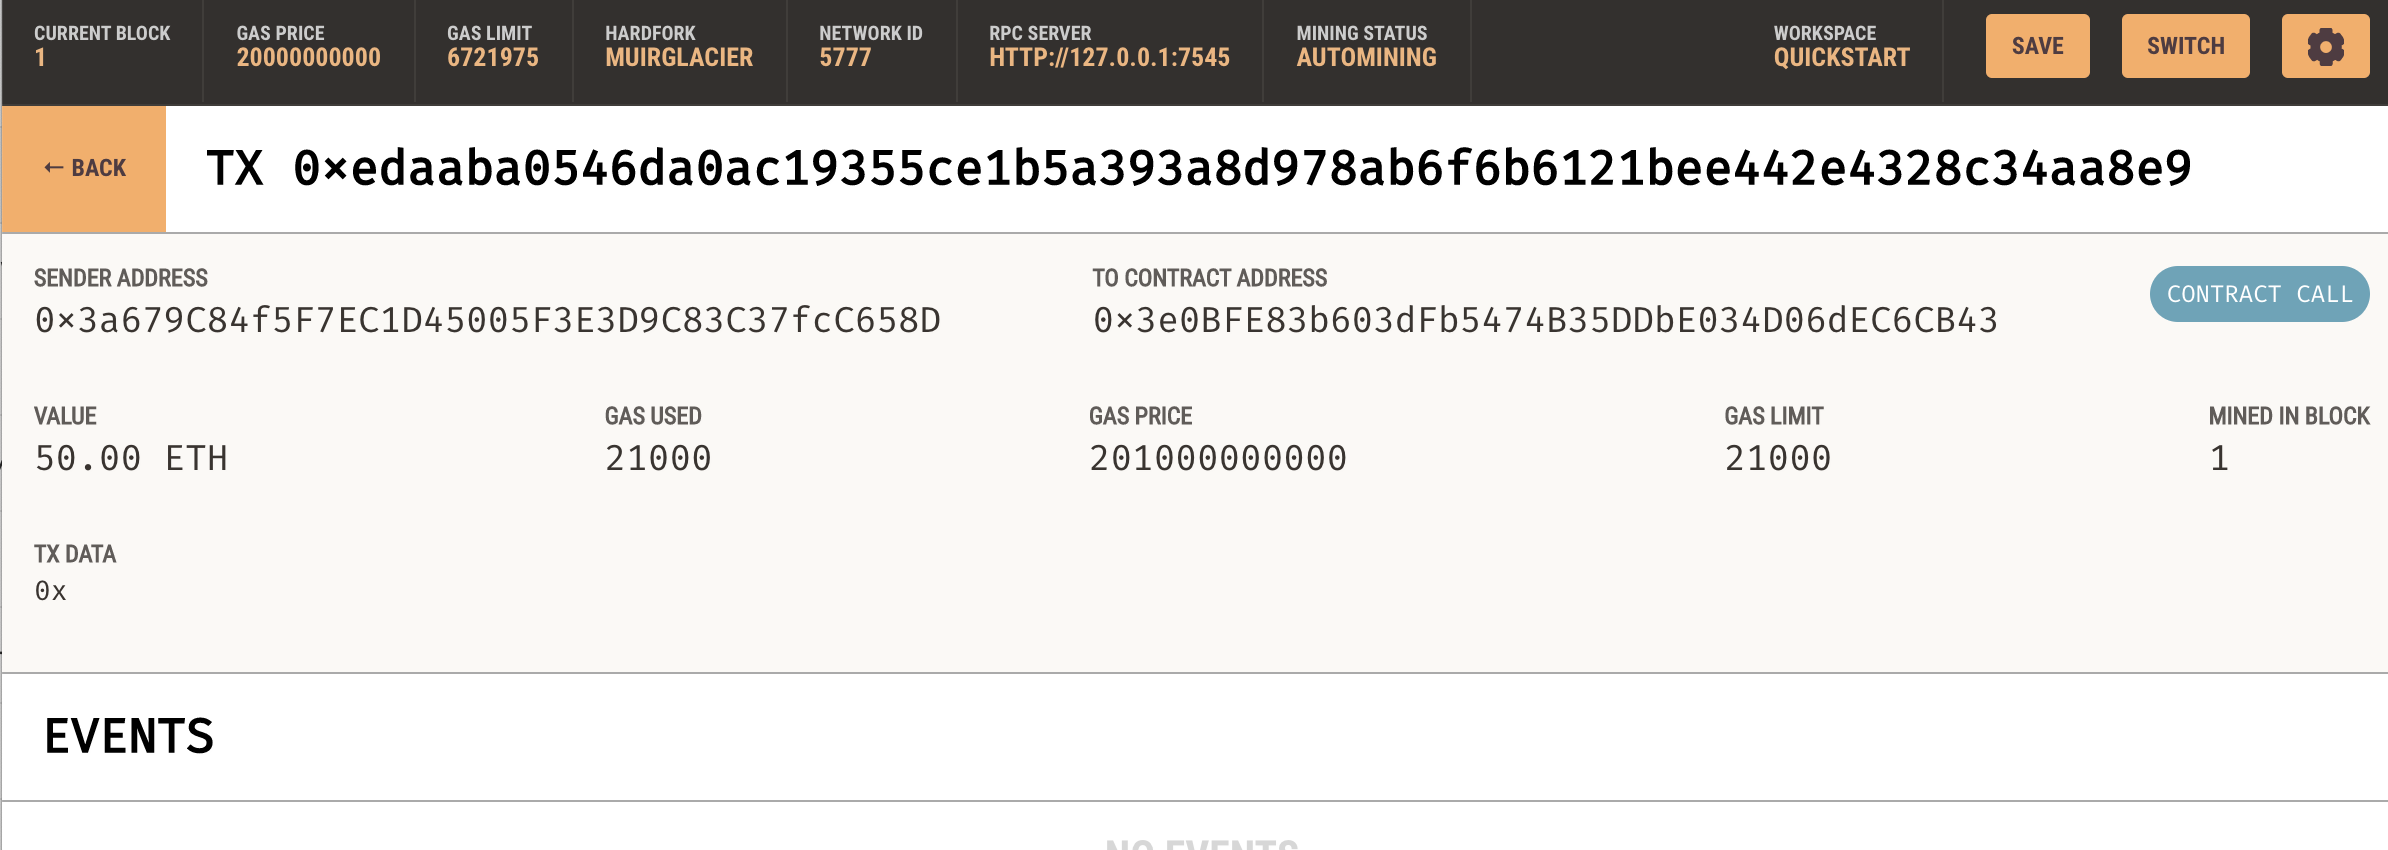 CURRENT BLOCK
1
GAS PRICE
20000000000
GAS LIMIT
6721975
HARDFORK
MUIRGLACIER
NETWORK ID
5777
RPC SERVER
HTTP://127.0.0.1:7545
MINING STATUS
AUTOMINING
WORKSPACE
QUICKSTART
SAVE
SWITCH
← BACK
TX 0×edaaba0546da0ac19355ce1b5a393a8d978ab6f6b6121bee442e4328c34aa8e9
SENDER ADDRESS
0×3a679C84f5F7EC1D45005F3E3D9C83C37fcC658D
TO CONTRACT ADDRESS
0×3e0BFE83b603dFb5474B35DDbE034D06dEC6CB43
CONTRACT CALL
VALUE
50.00 ETH
GAS USED
21000
GAS PRICE
201000000000
GAS LIMIT
21000
MINED IN BLOCK
1
TX DATA
0x
EVENTS
NO EVENTS